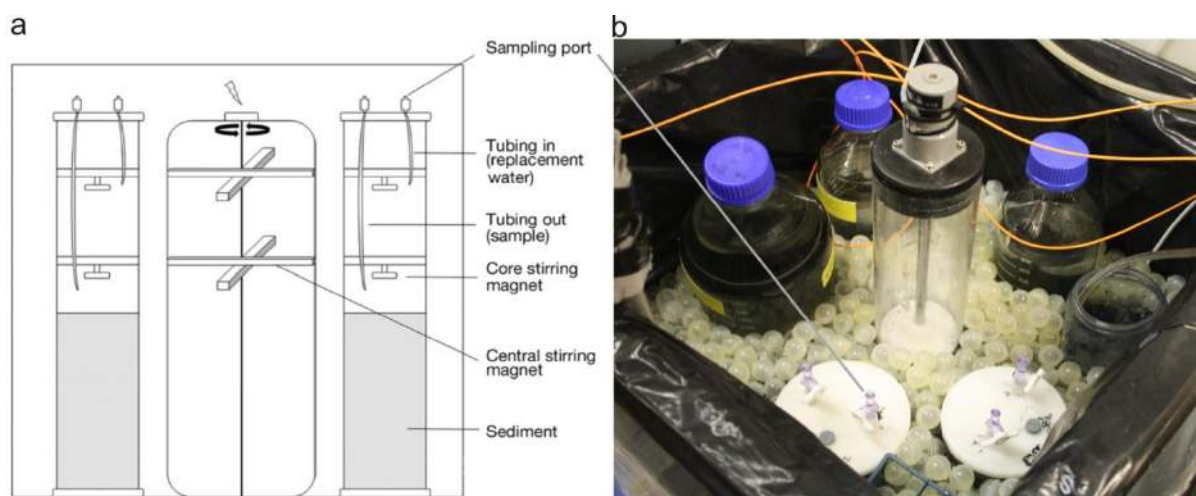 a
b
Sampling port
Tubing in
(replacement
water)
Tubing out
(sample)
Core stirring
magnet
Central stirring
magnet
Sediment